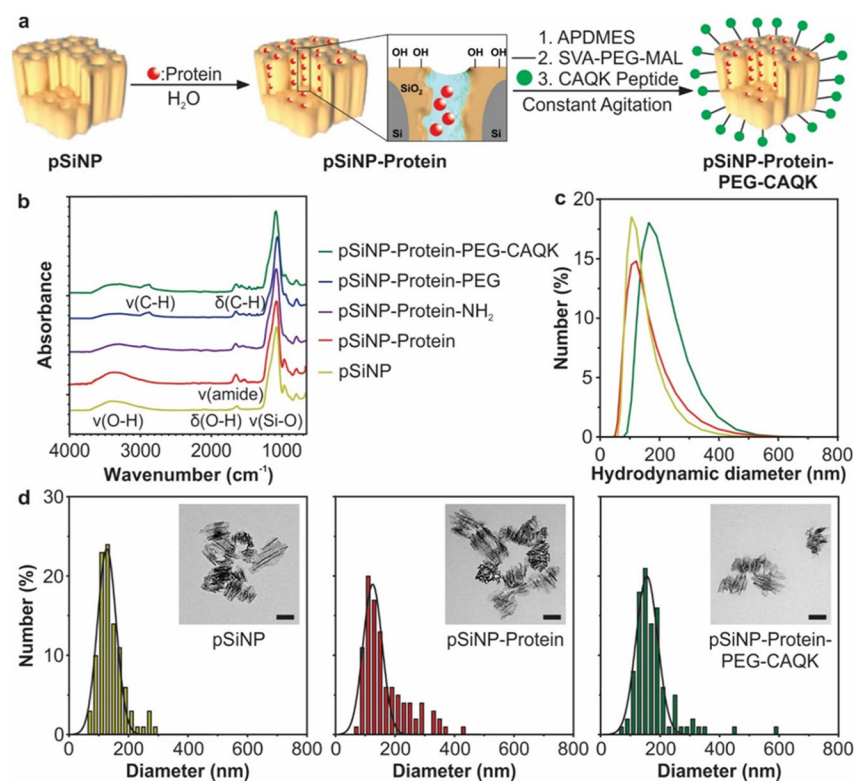 a
:Protein
H₂O
pSiNP
pSiNP-Protein
OH OH OH OH
SiO₂
Si Si
1. APDMES
2. SVA-PEG-MAL
3. CAQK Peptide
Constant Agitation
pSiNP-Protein-
PEG-CAQK
b
Absorbance
ν(C-H) δ(C-H)
ν(amide)
ν(O-H) δ(O-H) ν(Si-O)
4000 3000 2000 1000
Wavenumber (cm⁻¹)
pSiNP-Protein-PEG-CAQK
pSiNP-Protein-PEG
pSiNP-Protein-NH₂
pSiNP-Protein
pSiNP
c
Number (%)
20
15
10
5
0
0 200 400 600 800
Hydrodynamic diameter (nm)
d
Number (%)
30
20
10
0
pSiNP
0 200 400 600 800
Diameter (nm)
pSiNP-Protein
0 200 400 600 800
Diameter (nm)
pSiNP-Protein-
PEG-CAQK
0 200 400 600 800
Diameter (nm)